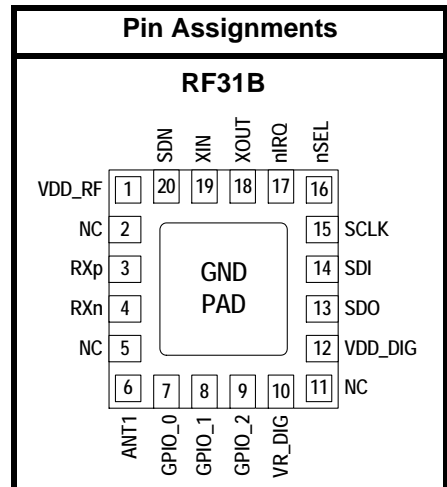 Pin Assignments
RF31B
SDN XIN XOUT nIRQ nSEL
VDD_RF 1 20 19 18 17 16
NC 2 15 SCLK
RXp 3 GND 14 SDI
RXn 4 PAD 13 SDO
NC 5 12 VDD_DIG
6 7 8 9 10 11 NC
ANT1 GPIO_0 GPIO_1 GPIO_2 VR_DIG